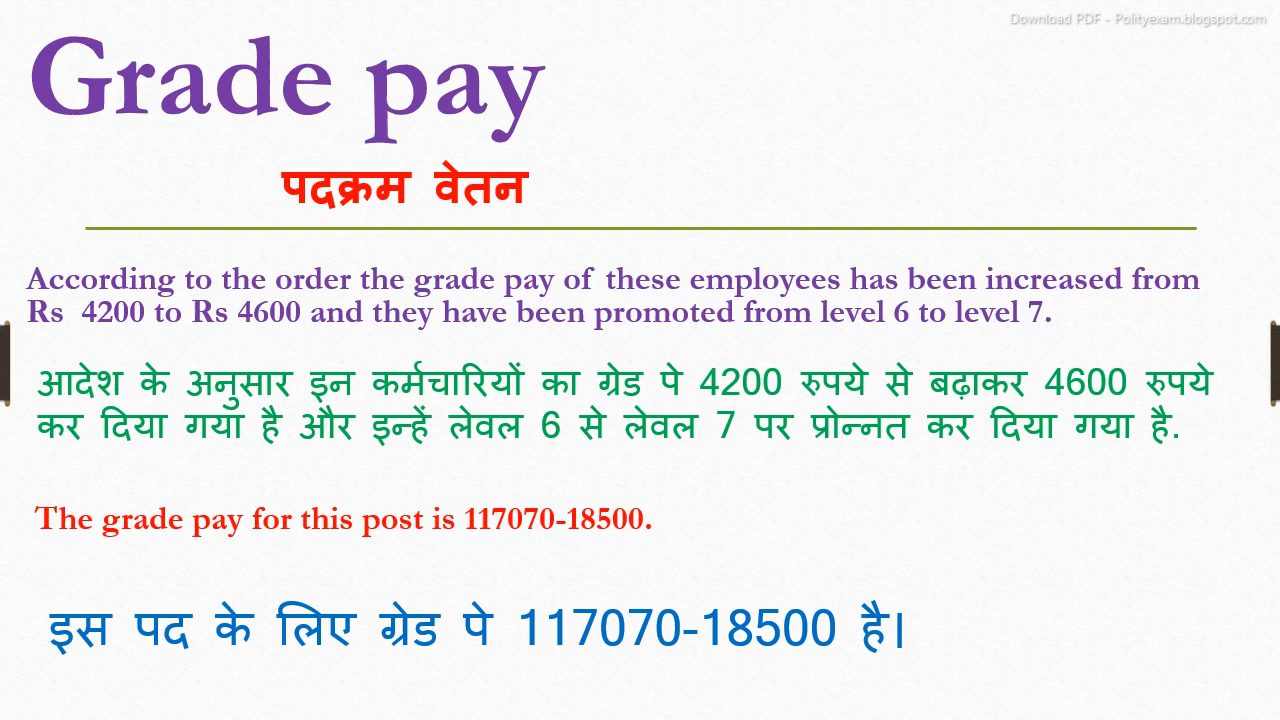 Download PDF - Polityexam.blogspot.com
Grade pay
पदक्रम वेतन
According to the order the grade pay of these employees has been increased from
Rs 4200 to Rs 4600 and they have been promoted from level 6 to level 7.
आदेश के अनुसार इन कर्मचारियों का ग्रेड पे 4200 रुपये से बढ़ाकर 4600 रुपये
कर दिया गया है और इन्हें लेवल 6 से लेवल 7 पर प्रोन्नत कर दिया गया है.
The grade pay for this post is 117070-18500.
इस पद के लिए ग्रेड पे 117070-18500 है।